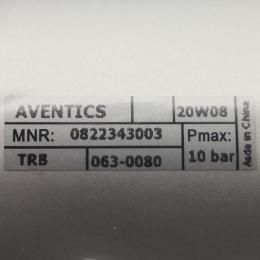 AVENTICS 20W08
MNR: 0822343003 Pmax:
TRB 063-0080 10 bar
Made in China